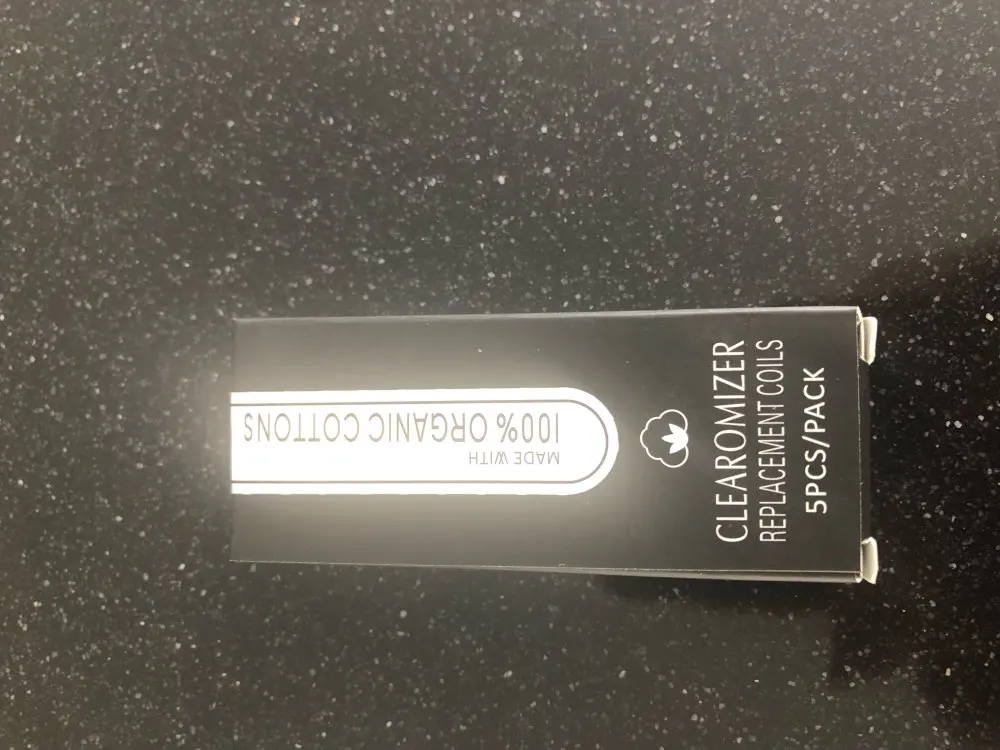 MADE WITH
100% ORGANIC COTTONS
CLEAROMIZER
REPLACEMENT COILS
5PCS/PACK